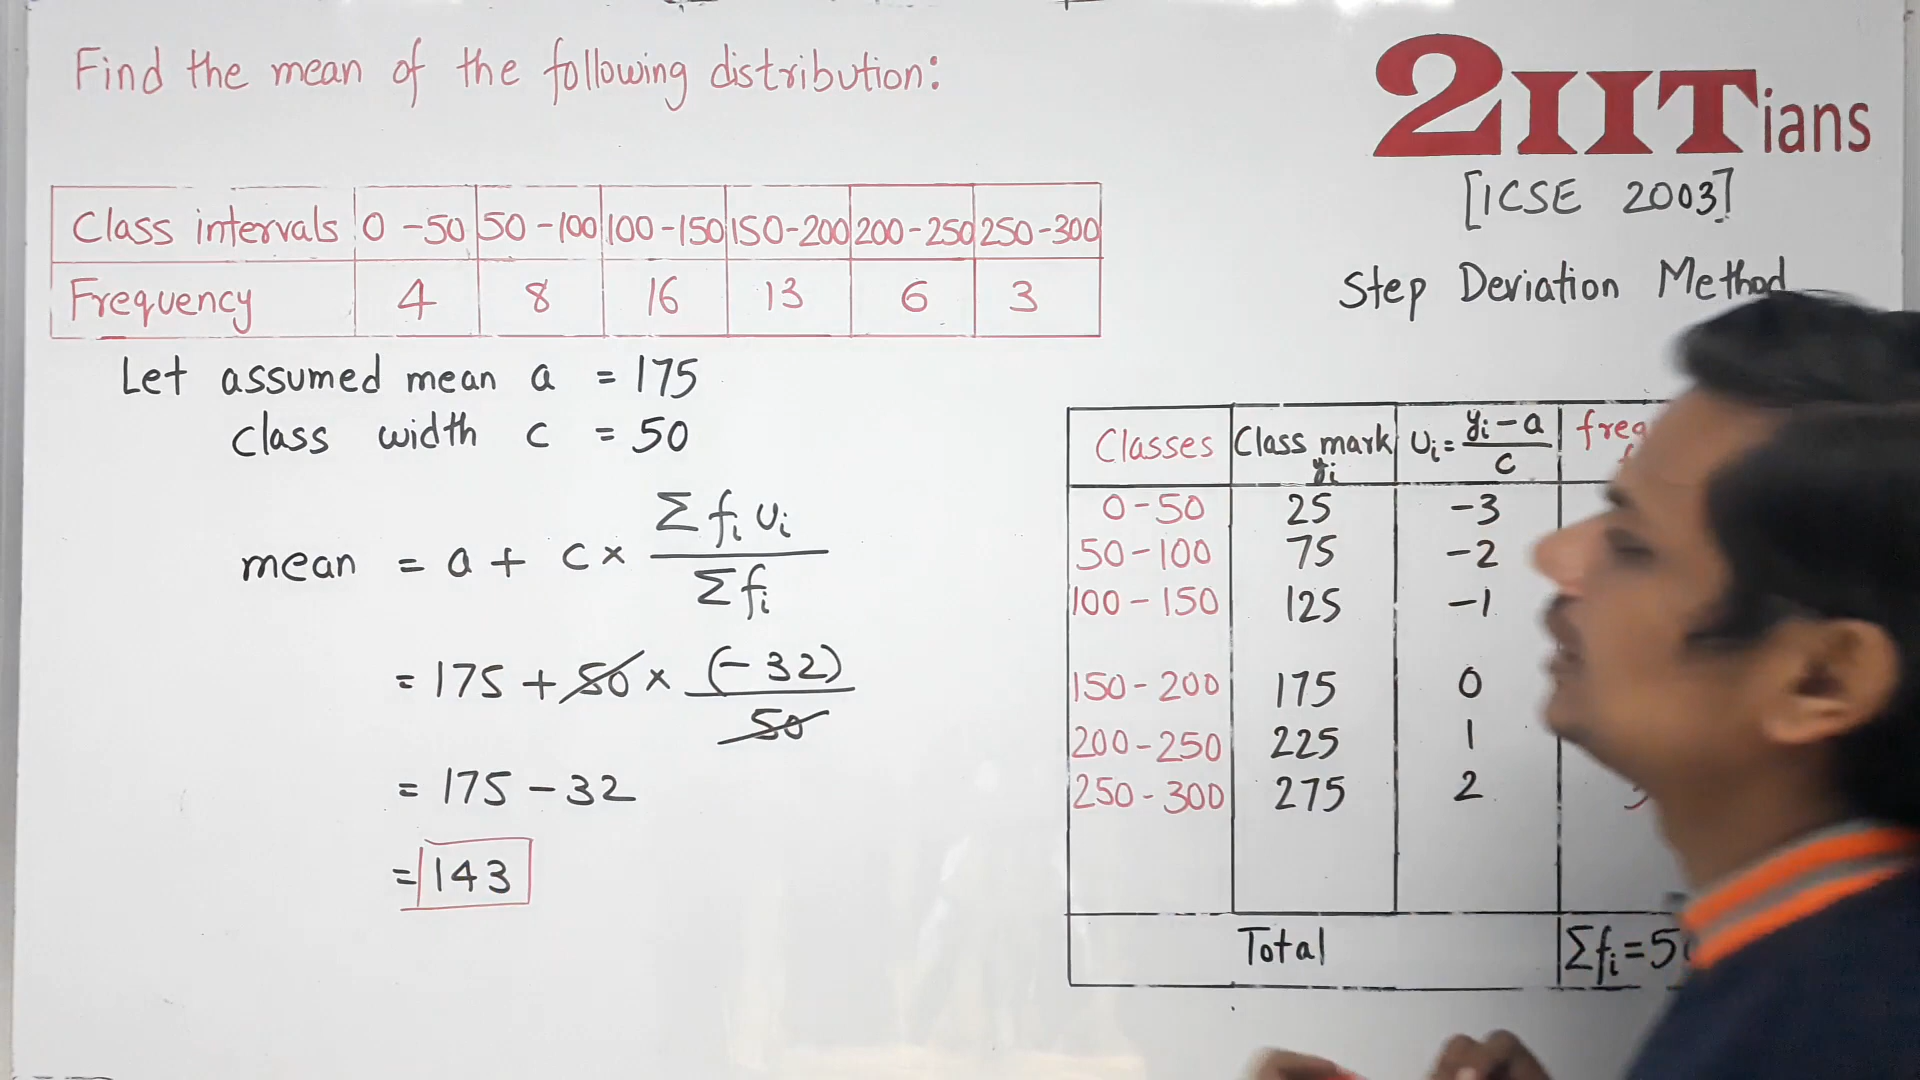 Find the mean of the following distribution:
2IITians
[ICSE 2003]
Step Deviation Method
Class intervals 0-50 50-100 100-150 150-200 200-250 250-300
Frequency 4 8 16 13 6 3
Let assumed mean a = 175
class width c = 50
mean = a + c × Σ fᵢ uᵢ / Σ fᵢ
= 175 + 50 × (-32) / 50
= 175 - 32
= 143
Classes Class mark yᵢ uᵢ = yᵢ - a / c
0-50 25 -3
50-100 75 -2
100-150 125 -1
150-200 175 0
200-250 225 1
250-300 275 2
Total Σfᵢ=